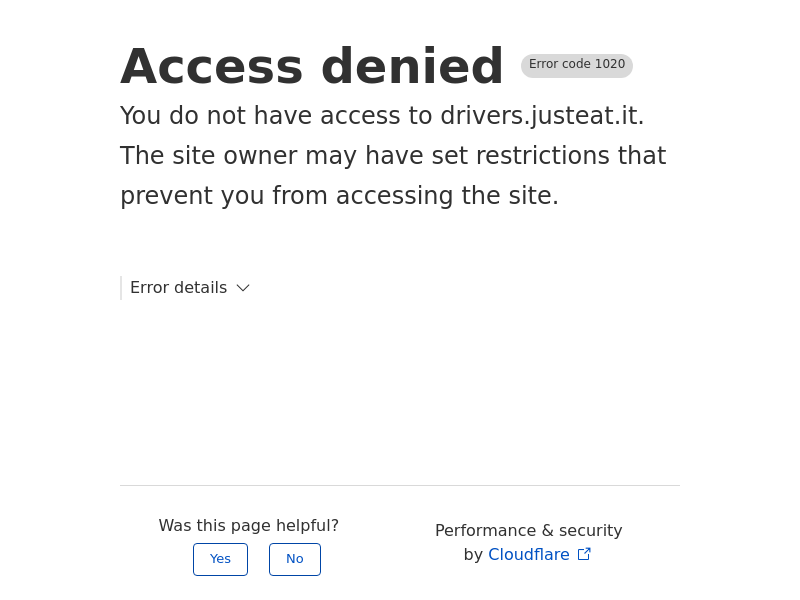 Access denied Error code 1020
You do not have access to drivers.justeat.it.
The site owner may have set restrictions that
prevent you from accessing the site.
Error details
Was this page helpful?
Yes No
Performance & security
by Cloudflare